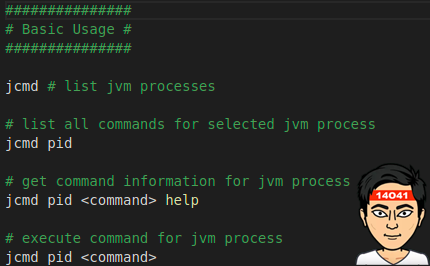 ###############
# Basic Usage #
###############
jcmd # list jvm processes
# list all commands for selected jvm process
jcmd pid
# get command information for jvm process
jcmd pid <command> help
# execute command for jvm process
jcmd pid <command>
14041